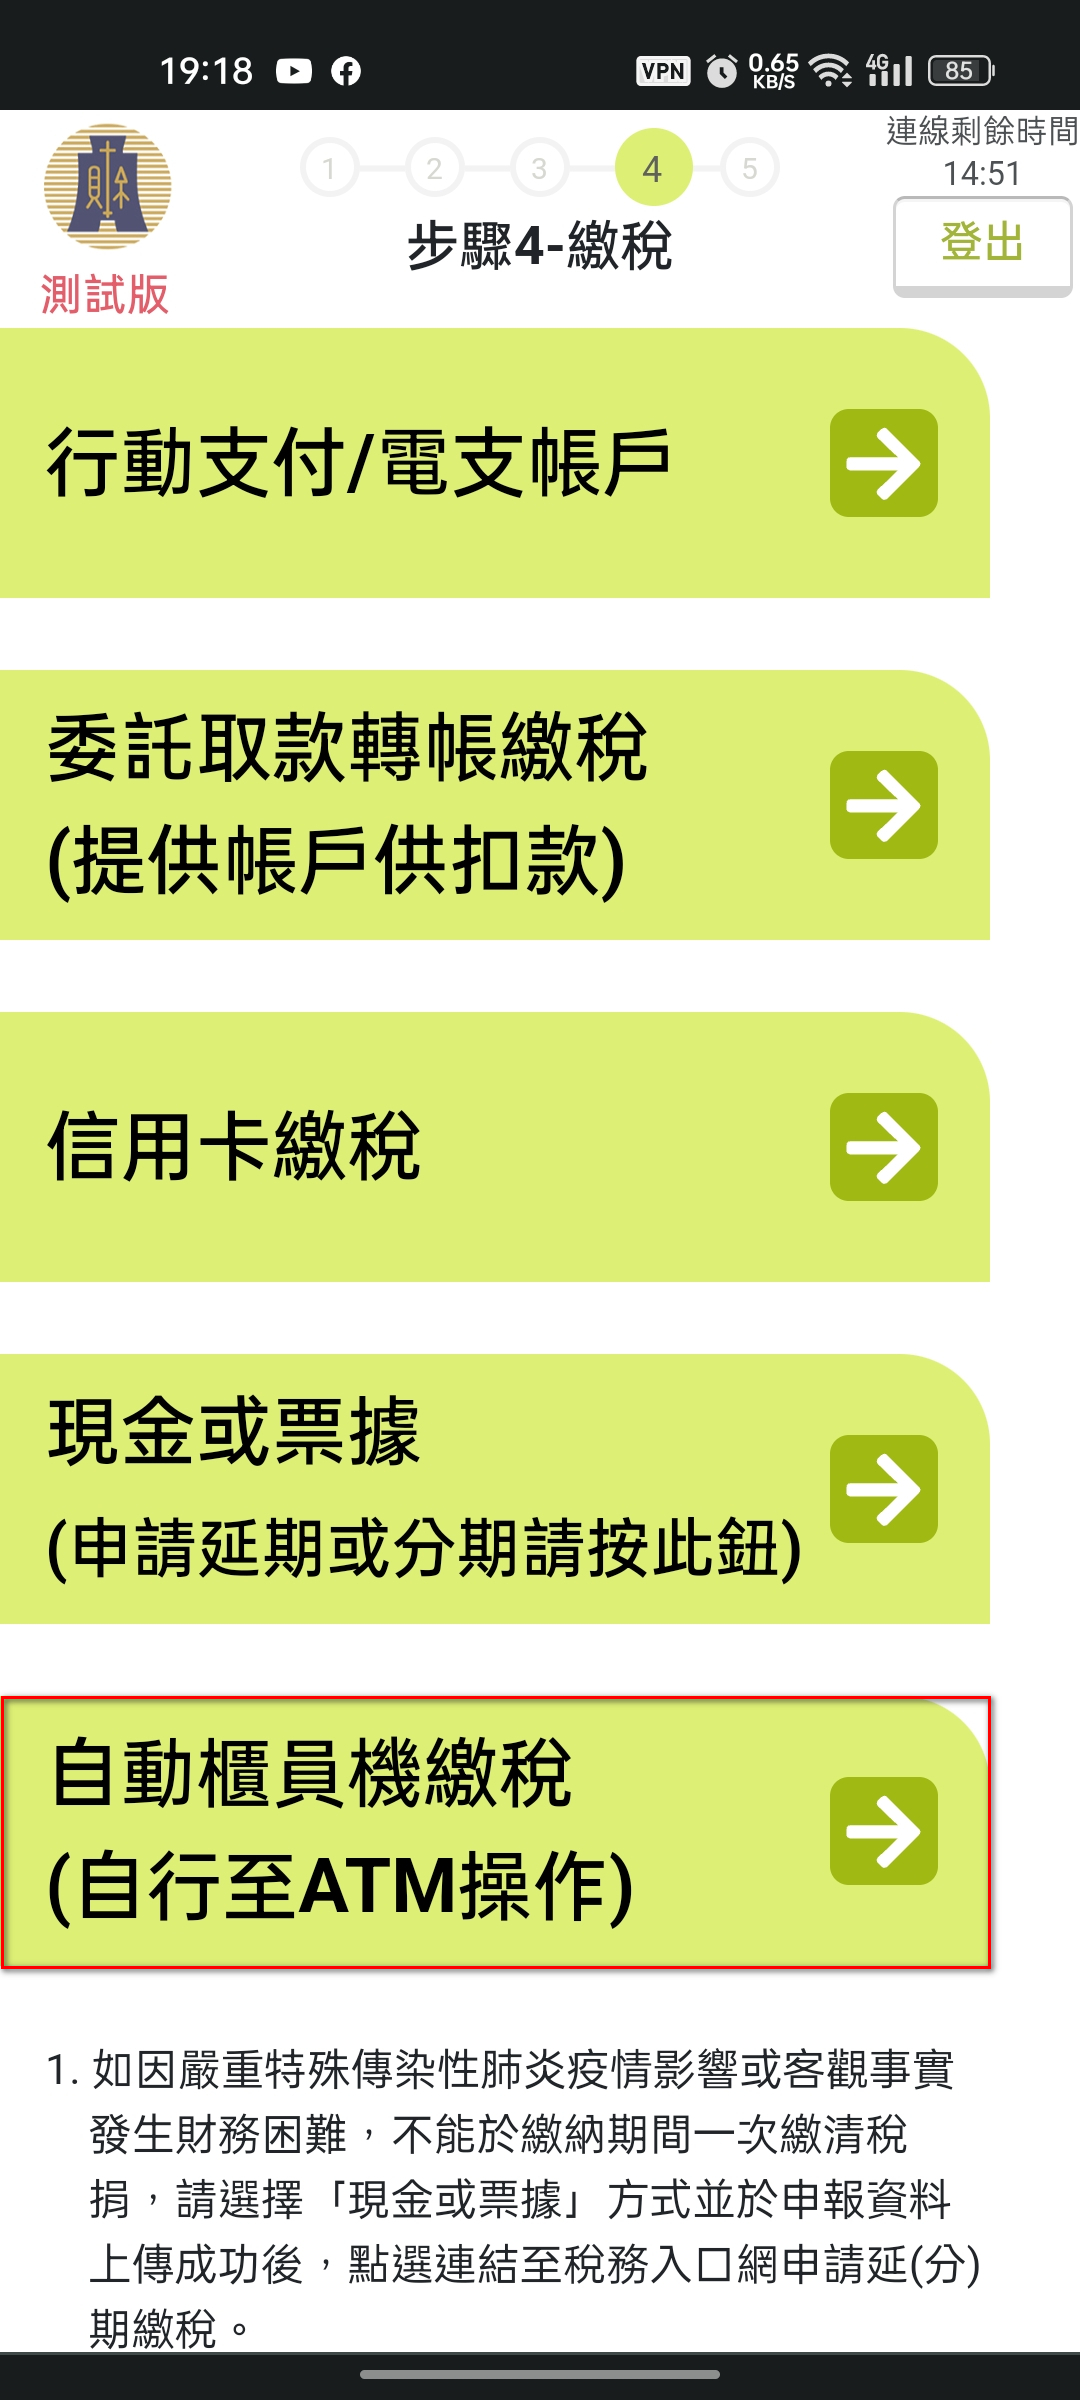 19:18
VPN
0.65
KB/S
4G
85
財
測試版
1
2
3
4
5
步驟4-繳稅
連線剩餘時間
14:51
登出
行動支付/電支帳戶
委託取款轉帳繳稅
(提供帳戶供扣款)
信用卡繳稅
現金或票據
(申請延期或分期請按此鈕)
自動櫃員機繳稅
(自行至ATM操作)
1. 如因嚴重特殊傳染性肺炎疫情影響或客觀事實
發生財務困難，不能於繳納期間一次繳清稅
捐，請選擇「現金或票據」方式並於申報資料
上傳成功後，點選連結至稅務入口網申請延(分)
期繳稅。